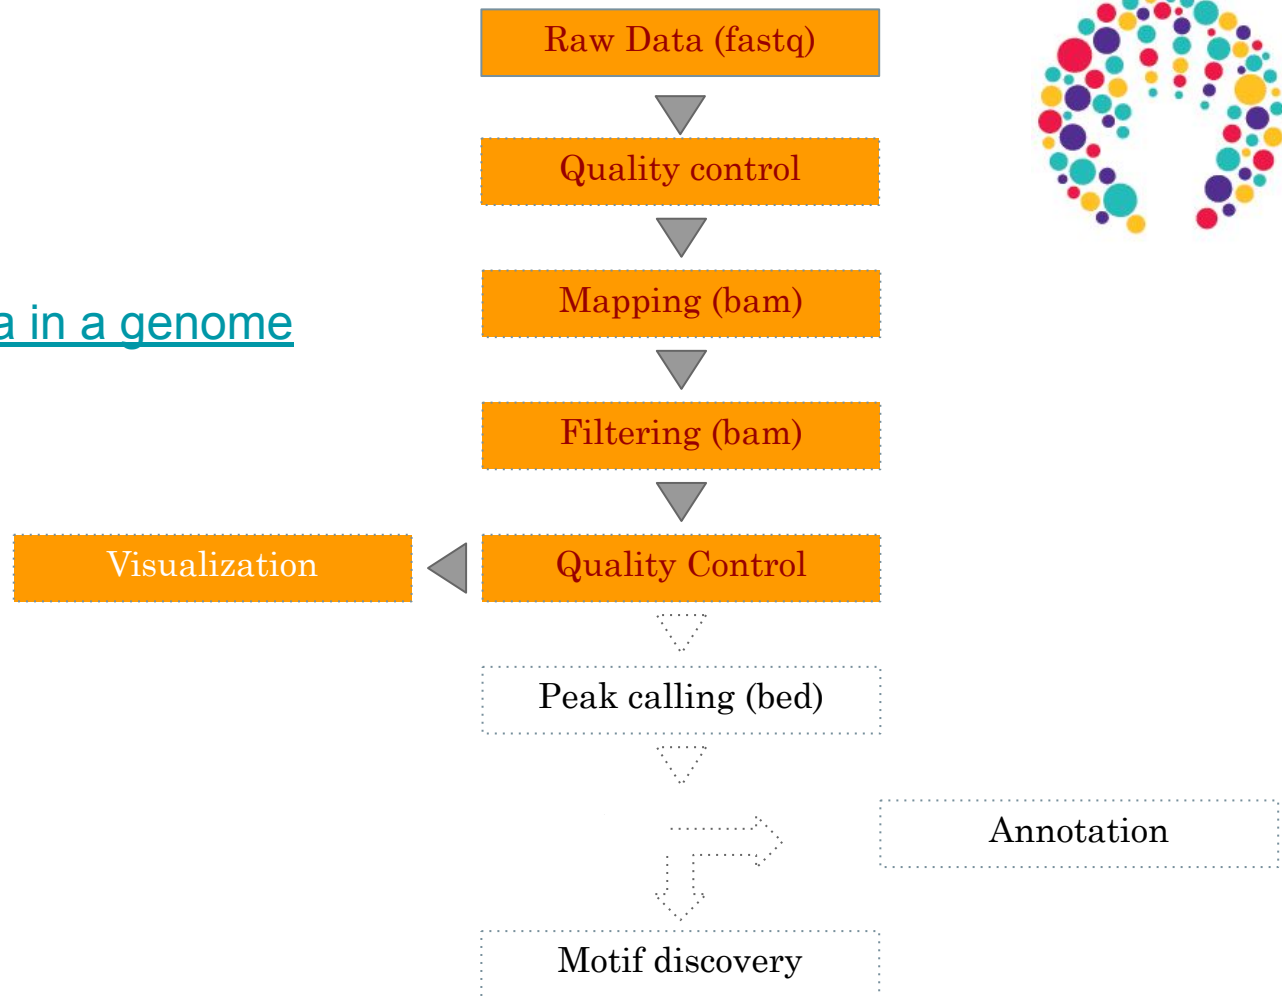 Raw Data (fastq)
Quality control
Mapping (bam)
in a genome
Filtering (bam)
Visualization
Quality Control
Peak calling (bed)
Annotation
Motif discovery